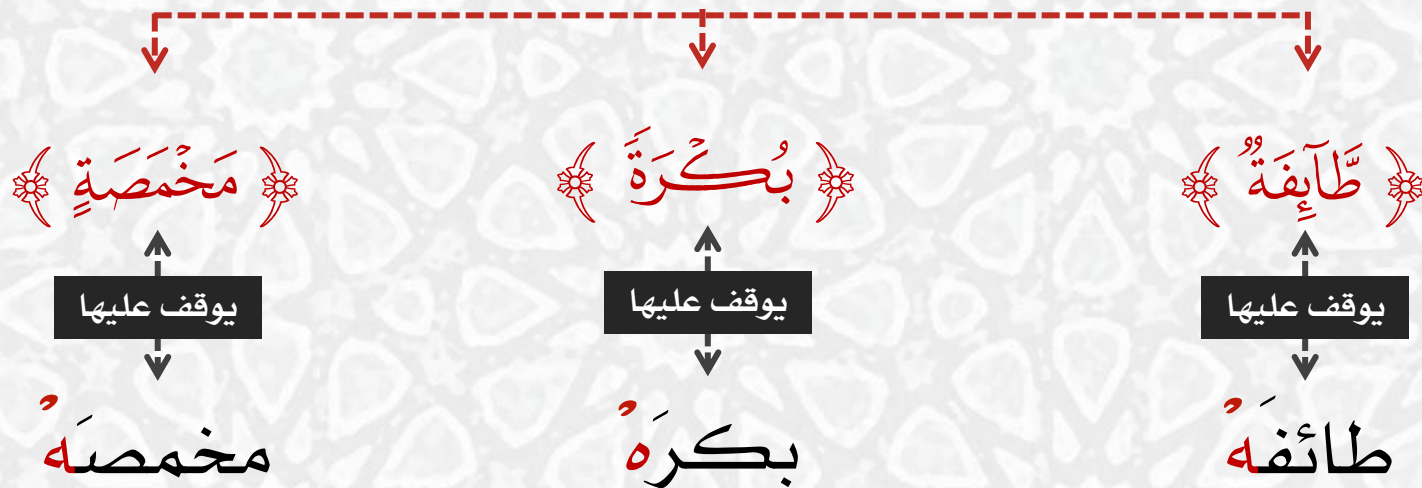 ﴿ طَّآئِفَةٌ ﴾ ﴿ بُكْرَةً ﴾ ﴿ مَخْمَصَةٍ ﴾
يوقف عليها يوقف عليها يوقف عليها
طائفَهْ بكرَهْ مخمصَهْ